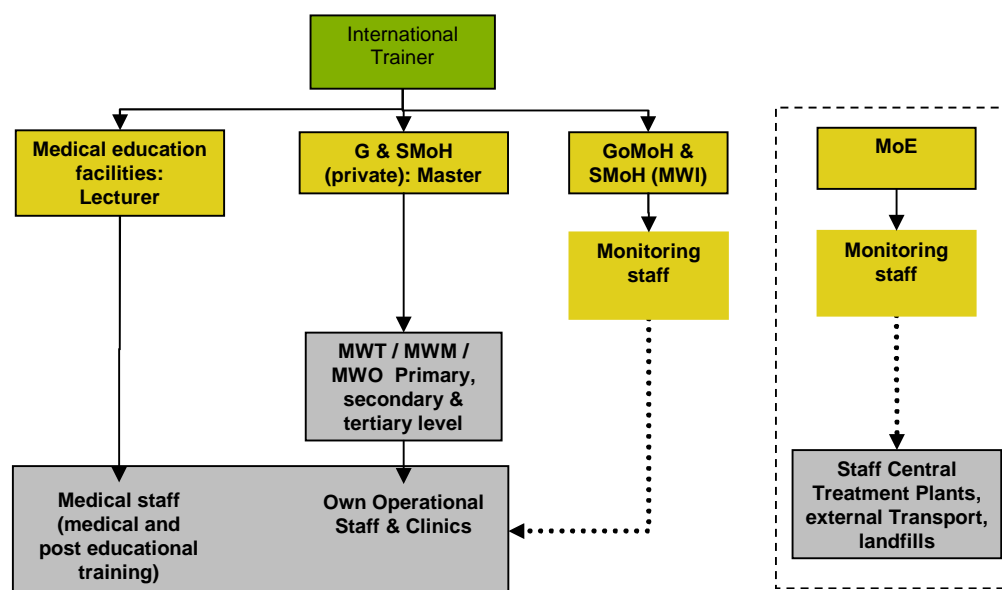 International
Trainer
Medical education
facilities:
Lecturer
G & SMoH
(private): Master
GoMoH &
SMoH (MWI)
MoE
Monitoring
staff
Monitoring
staff
MWT / MWM /
MWO Primary,
secondary &
tertiary level
Medical staff
(medical and
post educational
training)
Own Operational
Staff & Clinics
Staff Central
Treatment Plants,
external Transport,
landfills